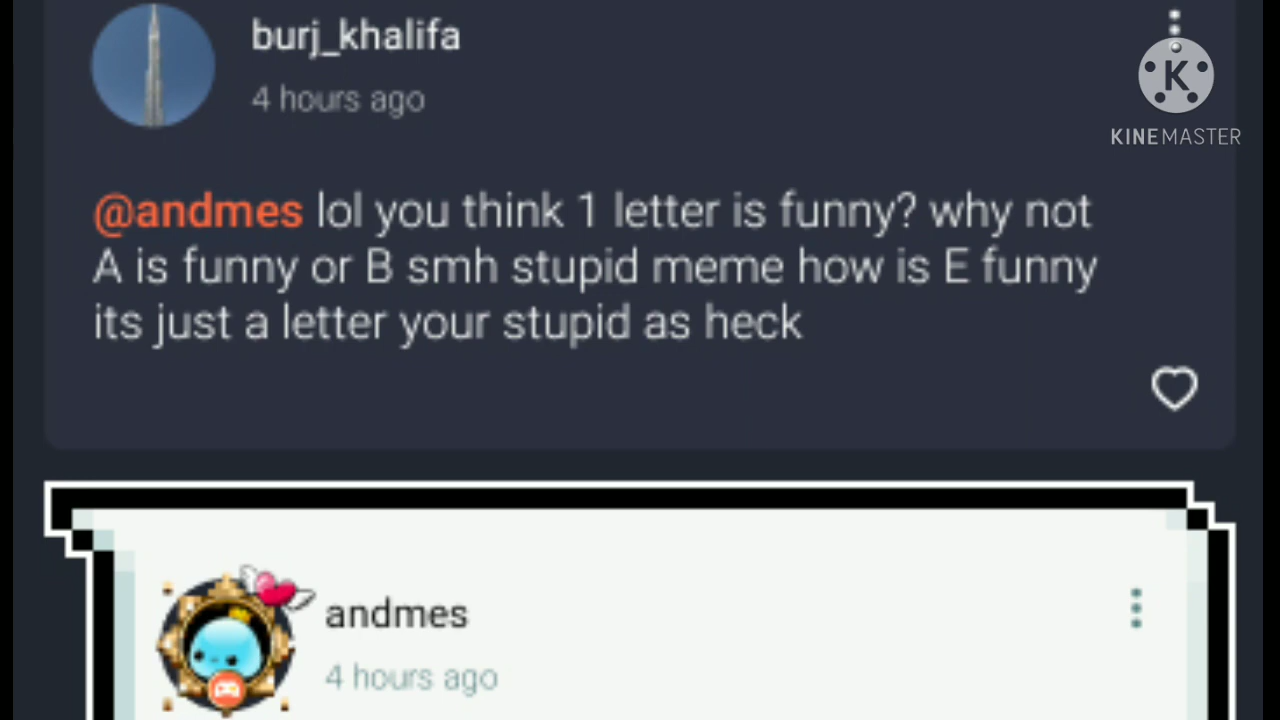 burj_khalifa
4 hours ago
K
KINEMASTER
@andmes lol you think 1 letter is funny? why not
A is funny or B smh stupid meme how is E funny
its just a letter your stupid as heck
andmes
4 hours ago